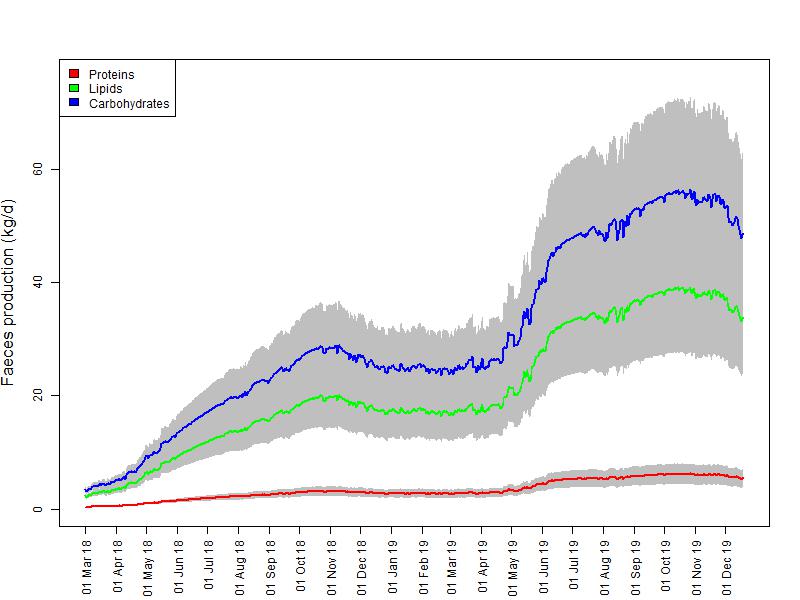 Proteins
Lipids
Carbohydrates
Faeces production (kg/d)
60
40
20
0
01 Mar 18
01 Apr 18
01 May 18
01 Jun 18
01 Jul 18
01 Aug 18
01 Sep 18
01 Oct 18
01 Nov 18
01 Dec 18
01 Jan 19
01 Feb 19
01 Mar 19
01 Apr 19
01 May 19
01 Jun 19
01 Jul 19
01 Aug 19
01 Sep 19
01 Oct 19
01 Nov 19
01 Dec 19